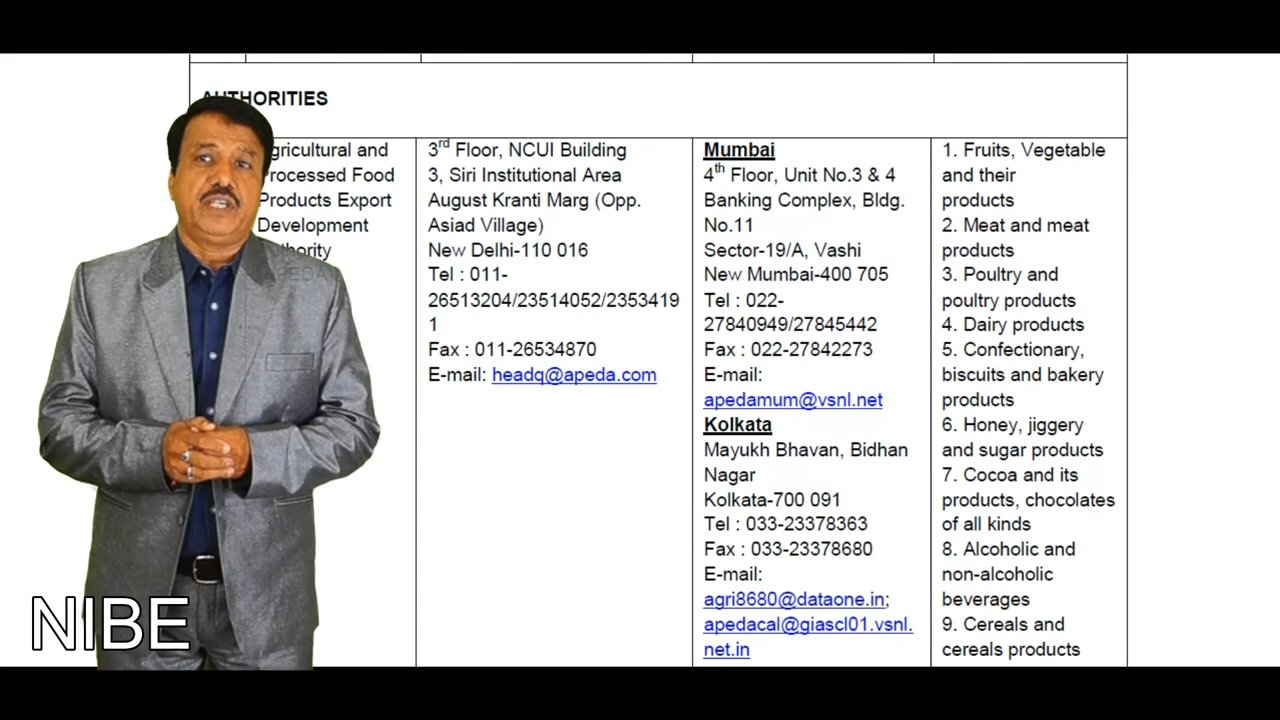 AUTHORITIES
gricultural and
Processed Food
Products Export
Development
thority
APEDA
3rd Floor, NCUI Building
3, Siri Institutional Area
August Kranti Marg (Opp.
Asiad Village)
New Delhi-110 016
Tel : 011-
26513204/23514052/2353419
1
Fax : 011-26534870
E-mail: headq@apeda.com
Mumbai
4th Floor, Unit No.3 & 4
Banking Complex, Bldg.
No.11
Sector-19/A, Vashi
New Mumbai-400 705
Tel : 022-
27840949/27845442
Fax : 022-27842273
E-mail:
apedamum@vsnl.net
Kolkata
Mayukh Bhavan, Bidhan
Nagar
Kolkata-700 091
Tel : 033-23378363
Fax : 033-23378680
E-mail:
agri8680@dataone.in;
apedacal@giascl01.vsnl.
net.in
1. Fruits, Vegetable
and their
products
2. Meat and meat
products
3. Poultry and
poultry products
4. Dairy products
5. Confectionary,
biscuits and bakery
products
6. Honey, jiggery
and sugar products
7. Cocoa and its
products, chocolates
of all kinds
8. Alcoholic and
non-alcoholic
beverages
9. Cereals and
cereals products
NIBE